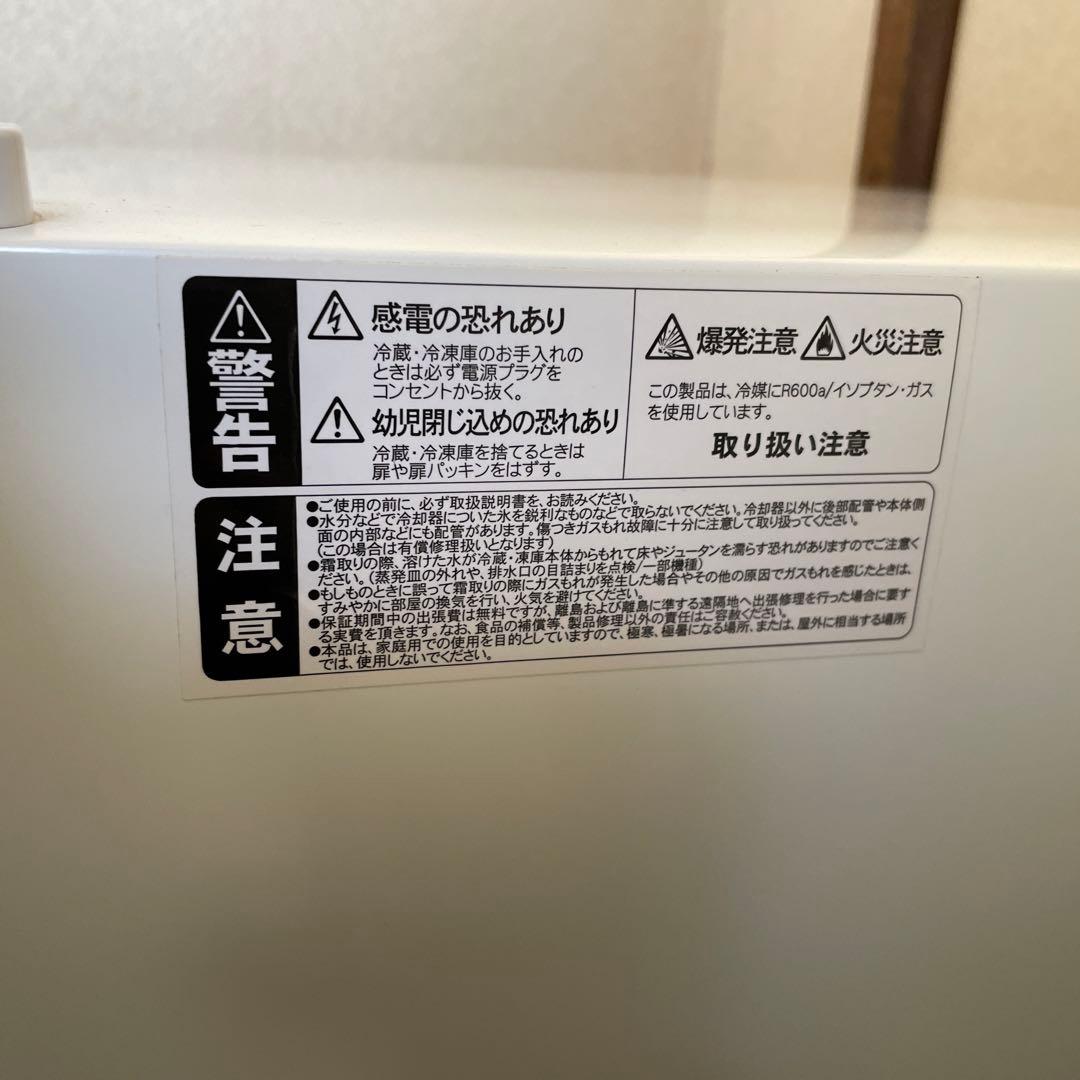 警告
感電の恐れあり
冷蔵・冷凍庫のお手入れの
ときは必ず電源プラグを
コンセントから抜く。
幼児閉じ込めの恐れあり
冷蔵・冷凍庫を捨てるときは
扉や扉パッキンをはずす。
爆発注意 火災注意
この製品は、冷媒にR600a/イソブタン・ガス
を使用しています。
取り扱い注意
注意
●ご使用の前に、必ず取扱説明書を、お読みください。
●水分などで冷却器についた氷を鋭利なものなどで取らないでください。冷却器以外に後部配管や本体側
面の内部などにも配管があります。傷つきガスもれ故障に十分に注意して取り扱ってください。
(この場合は有償修理扱いとなります)
●霜取りの際、溶けた水が冷蔵・凍庫本体からもれて床やジュータンを濡らす恐れがありますのでご注意く
ださい。(蒸発皿の外れや、排水口の目詰まりを点検/一部機種)
●もしものときに誤って霜取りの際にガスもれが発生した場合やその他の原因でガスもれを感じたときは、
すみやかに部屋の換気を行い、火気を避けてください。
●保証期間中の出張費は無料ですが、離島および離島に準ずる遠隔地へ出張修理を行った場合に要す
る実費を頂きます。なお、食品の補償等、製品修理以外の責任はご容赦ください。
●本品は、家庭用での使用を目的としていますので、極寒、極暑になる場所、または、屋外に相当する場所
では、使用しないでください。